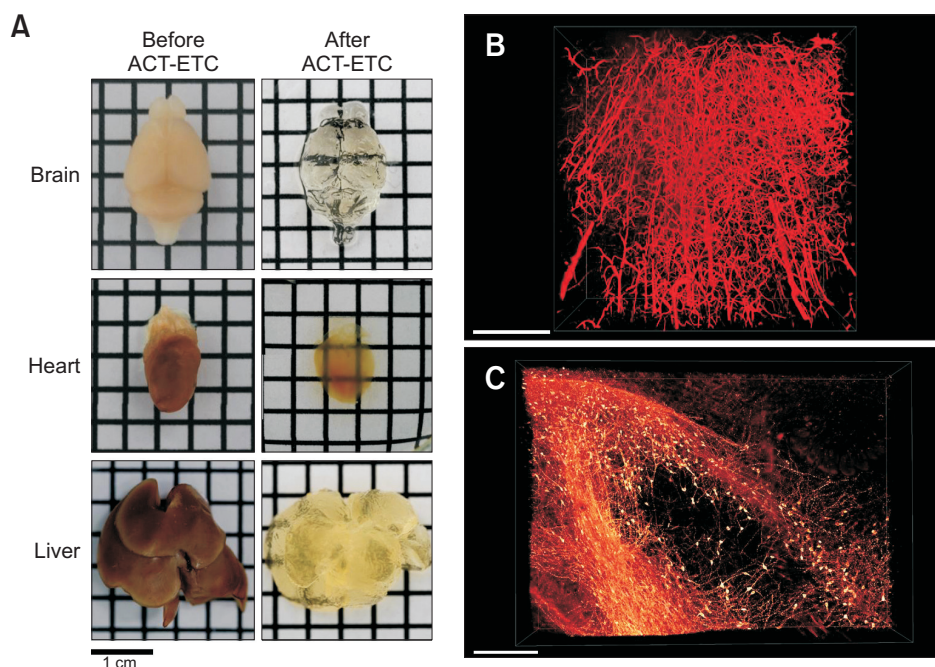 A
Before
ACT-ETC
After
ACT-ETC
Brain
Heart
Liver
1 cm
B
C